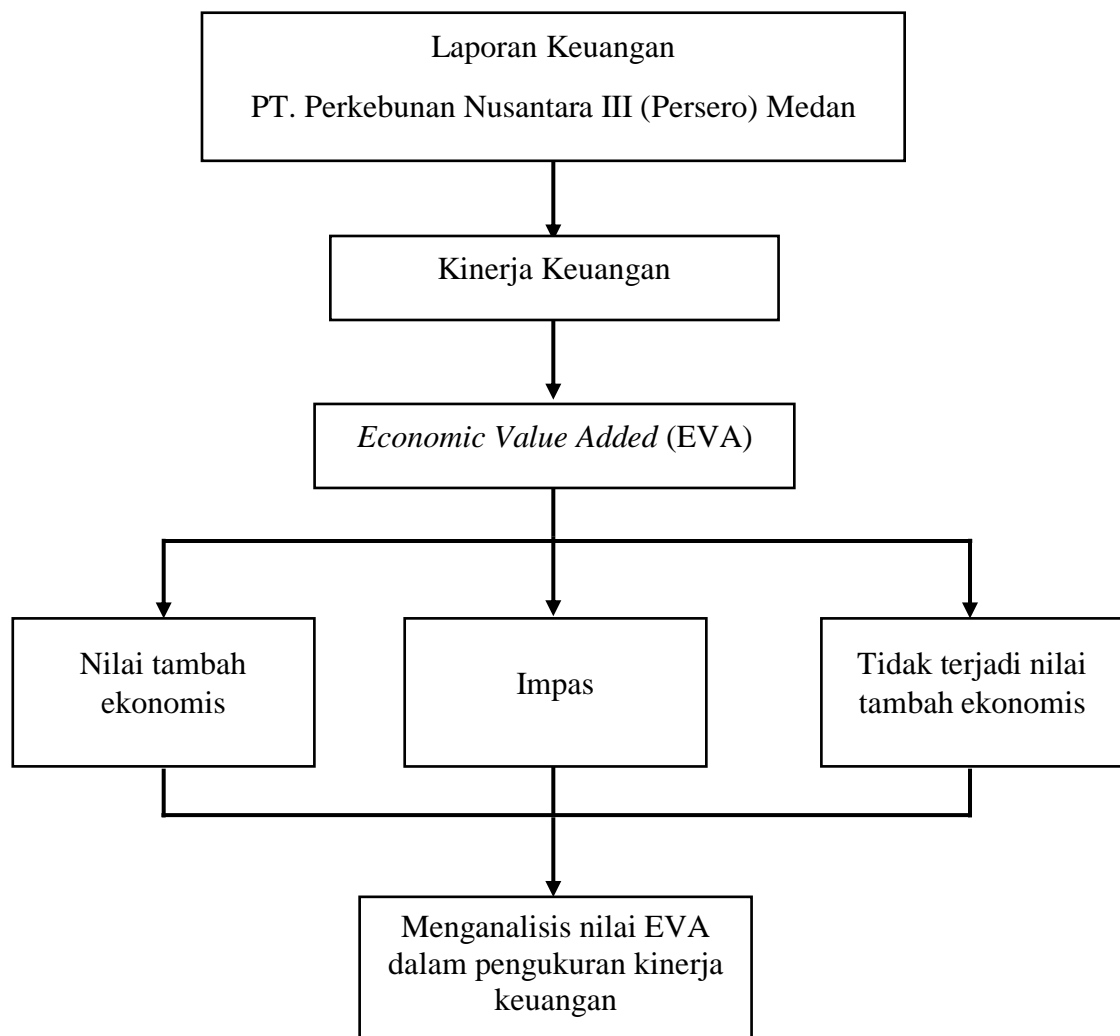 Laporan Keuangan
PT. Perkebunan Nusantara III (Persero) Medan
Kinerja Keuangan
Economic Value Added (EVA)
Nilai tambah
ekonomis
Impas
Tidak terjadi nilai
tambah ekonomis
Menganalisis nilai EVA
dalam pengukuran kinerja
keuangan